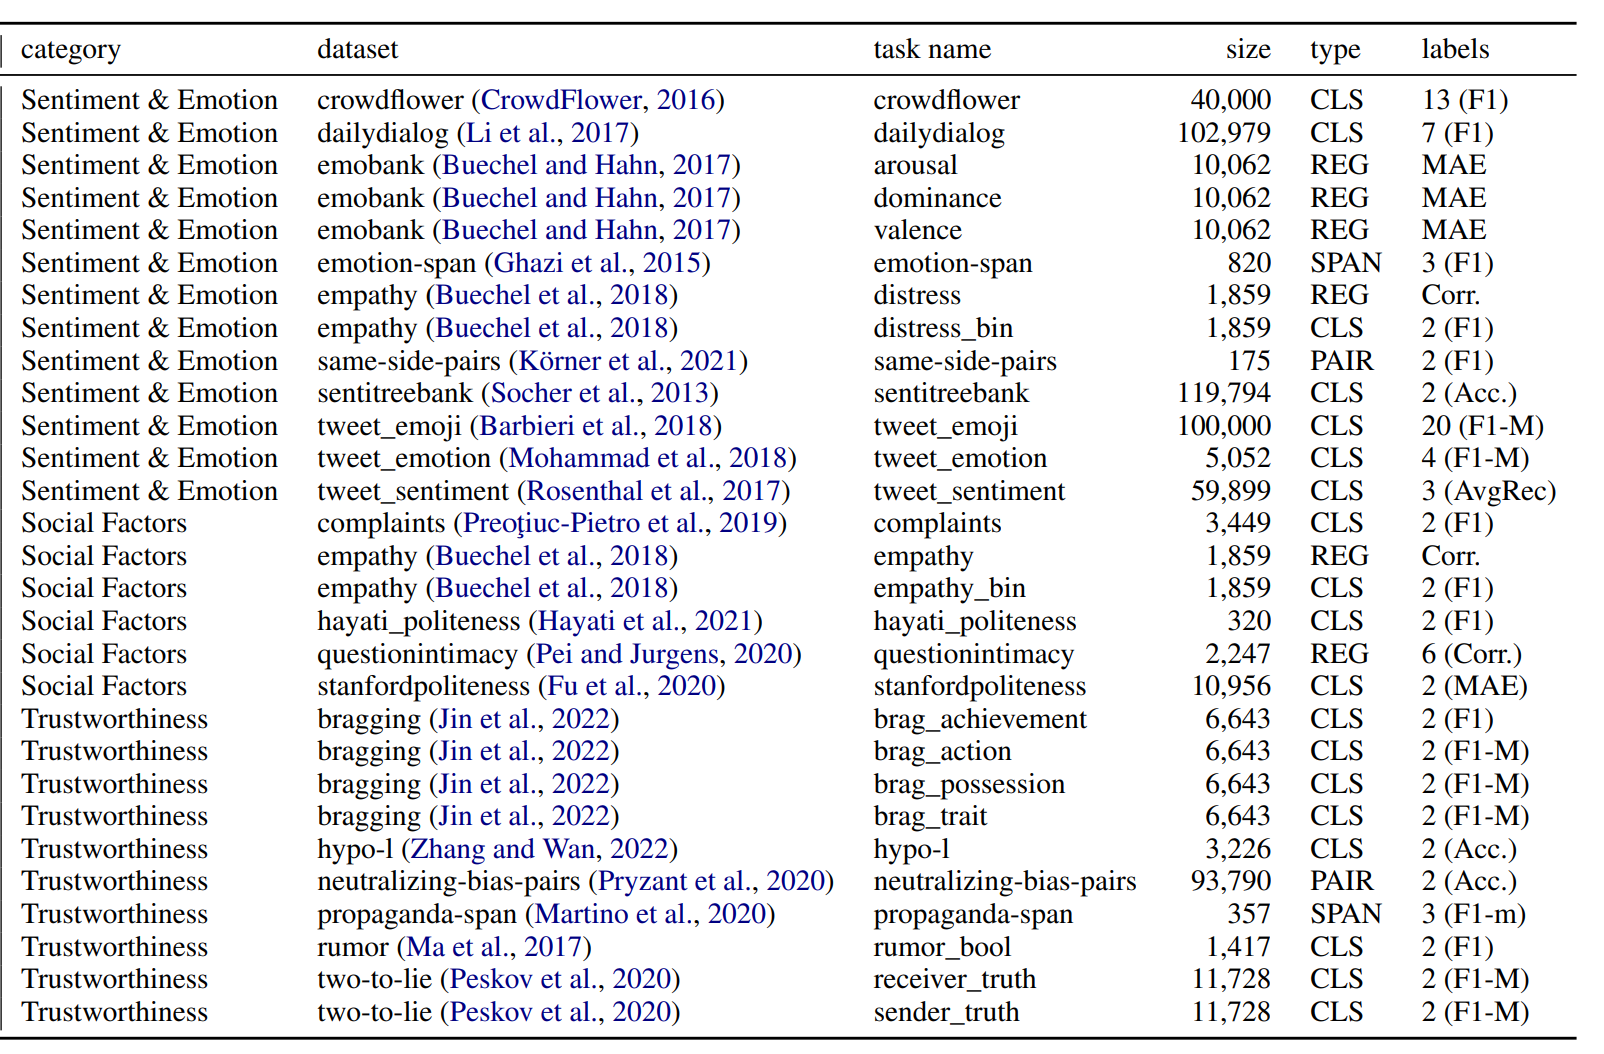 category dataset task name size type labels
Sentiment & Emotion crowdflower (CrowdFlower, 2016) crowdflower 40,000 CLS 13 (F1)
Sentiment & Emotion dailydialog (Li et al., 2017) dailydialog 102,979 CLS 7 (F1)
Sentiment & Emotion emobank (Buechel and Hahn, 2017) arousal 10,062 REG MAE
Sentiment & Emotion emobank (Buechel and Hahn, 2017) dominance 10,062 REG MAE
Sentiment & Emotion emobank (Buechel and Hahn, 2017) valence 10,062 REG MAE
Sentiment & Emotion emotion-span (Ghazi et al., 2015) emotion-span 820 SPAN 3 (F1)
Sentiment & Emotion empathy (Buechel et al., 2018) distress 1,859 REG Corr.
Sentiment & Emotion empathy (Buechel et al., 2018) distress_bin 1,859 CLS 2 (F1)
Sentiment & Emotion same-side-pairs (Körner et al., 2021) same-side-pairs 175 PAIR 2 (F1)
Sentiment & Emotion sentitreebank (Socher et al., 2013) sentitreebank 119,794 CLS 2 (Acc.)
Sentiment & Emotion tweet_emoji (Barbieri et al., 2018) tweet_emoji 100,000 CLS 20 (F1-M)
Sentiment & Emotion tweet_emotion (Mohammad et al., 2018) tweet_emotion 5,052 CLS 4 (F1-M)
Sentiment & Emotion tweet_sentiment (Rosenthal et al., 2017) tweet_sentiment 59,899 CLS 3 (AvgRec)
Social Factors complaints (Preoţiuc-Pietro et al., 2019) complaints 3,449 CLS 2 (F1)
Social Factors empathy (Buechel et al., 2018) empathy 1,859 REG Corr.
Social Factors empathy (Buechel et al., 2018) empathy_bin 1,859 CLS 2 (F1)
Social Factors hayati_politeness (Hayati et al., 2021) hayati_politeness 320 CLS 2 (F1)
Social Factors questionintimacy (Pei and Jurgens, 2020) questionintimacy 2,247 REG 6 (Corr.)
Social Factors stanfordpoliteness (Fu et al., 2020) stanfordpoliteness 10,956 CLS 2 (MAE)
Trustworthiness bragging (Jin et al., 2022) brag_achievement 6,643 CLS 2 (F1)
Trustworthiness bragging (Jin et al., 2022) brag_action 6,643 CLS 2 (F1-M)
Trustworthiness bragging (Jin et al., 2022) brag_possession 6,643 CLS 2 (F1-M)
Trustworthiness bragging (Jin et al., 2022) brag_trait 6,643 CLS 2 (F1-M)
Trustworthiness hypo-l (Zhang and Wan, 2022) hypo-l 3,226 CLS 2 (Acc.)
Trustworthiness neutralizing-bias-pairs (Pryzant et al., 2020) neutralizing-bias-pairs 93,790 PAIR 2 (Acc.)
Trustworthiness propaganda-span (Martino et al., 2020) propaganda-span 357 SPAN 3 (F1-m)
Trustworthiness rumor (Ma et al., 2017) rumor_bool 1,417 CLS 2 (F1)
Trustworthiness two-to-lie (Peskov et al., 2020) receiver_truth 11,728 CLS 2 (F1-M)
Trustworthiness two-to-lie (Peskov et al., 2020) sender_truth 11,728 CLS 2 (F1-M)